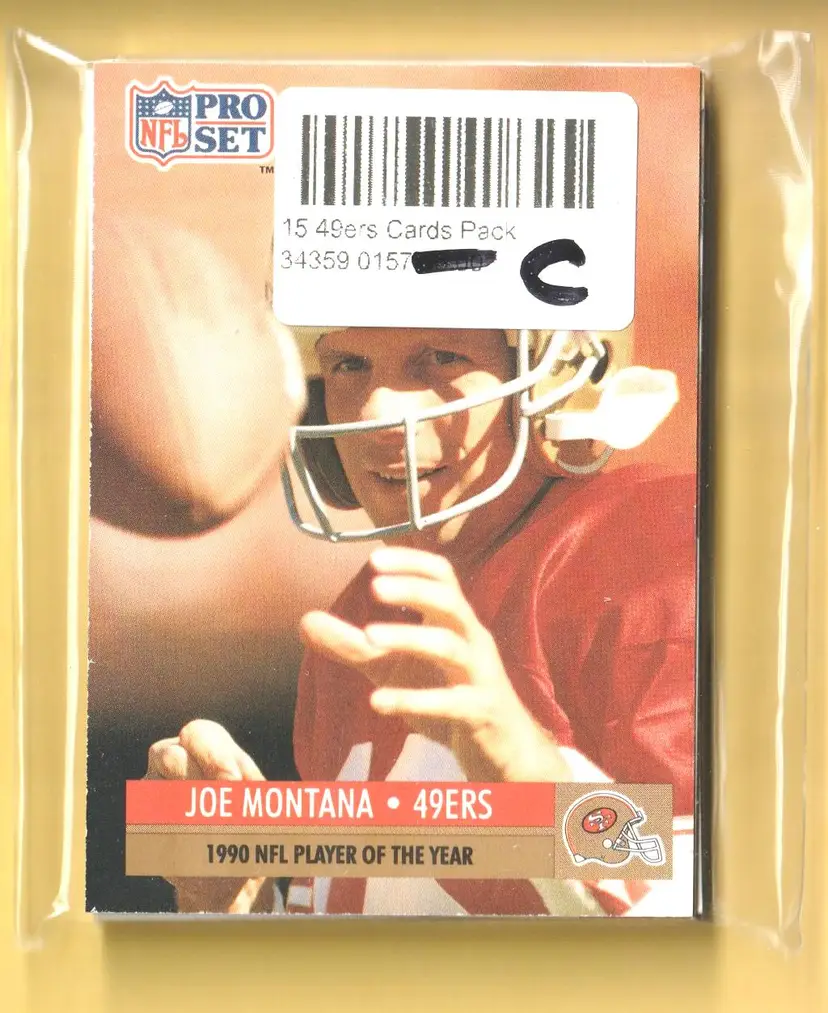 NFL PRO SET
TM
15 49ers Cards Pack
34359 0157
C
JOE MONTANA • 49ERS
SF
1990 NFL PLAYER OF THE YEAR